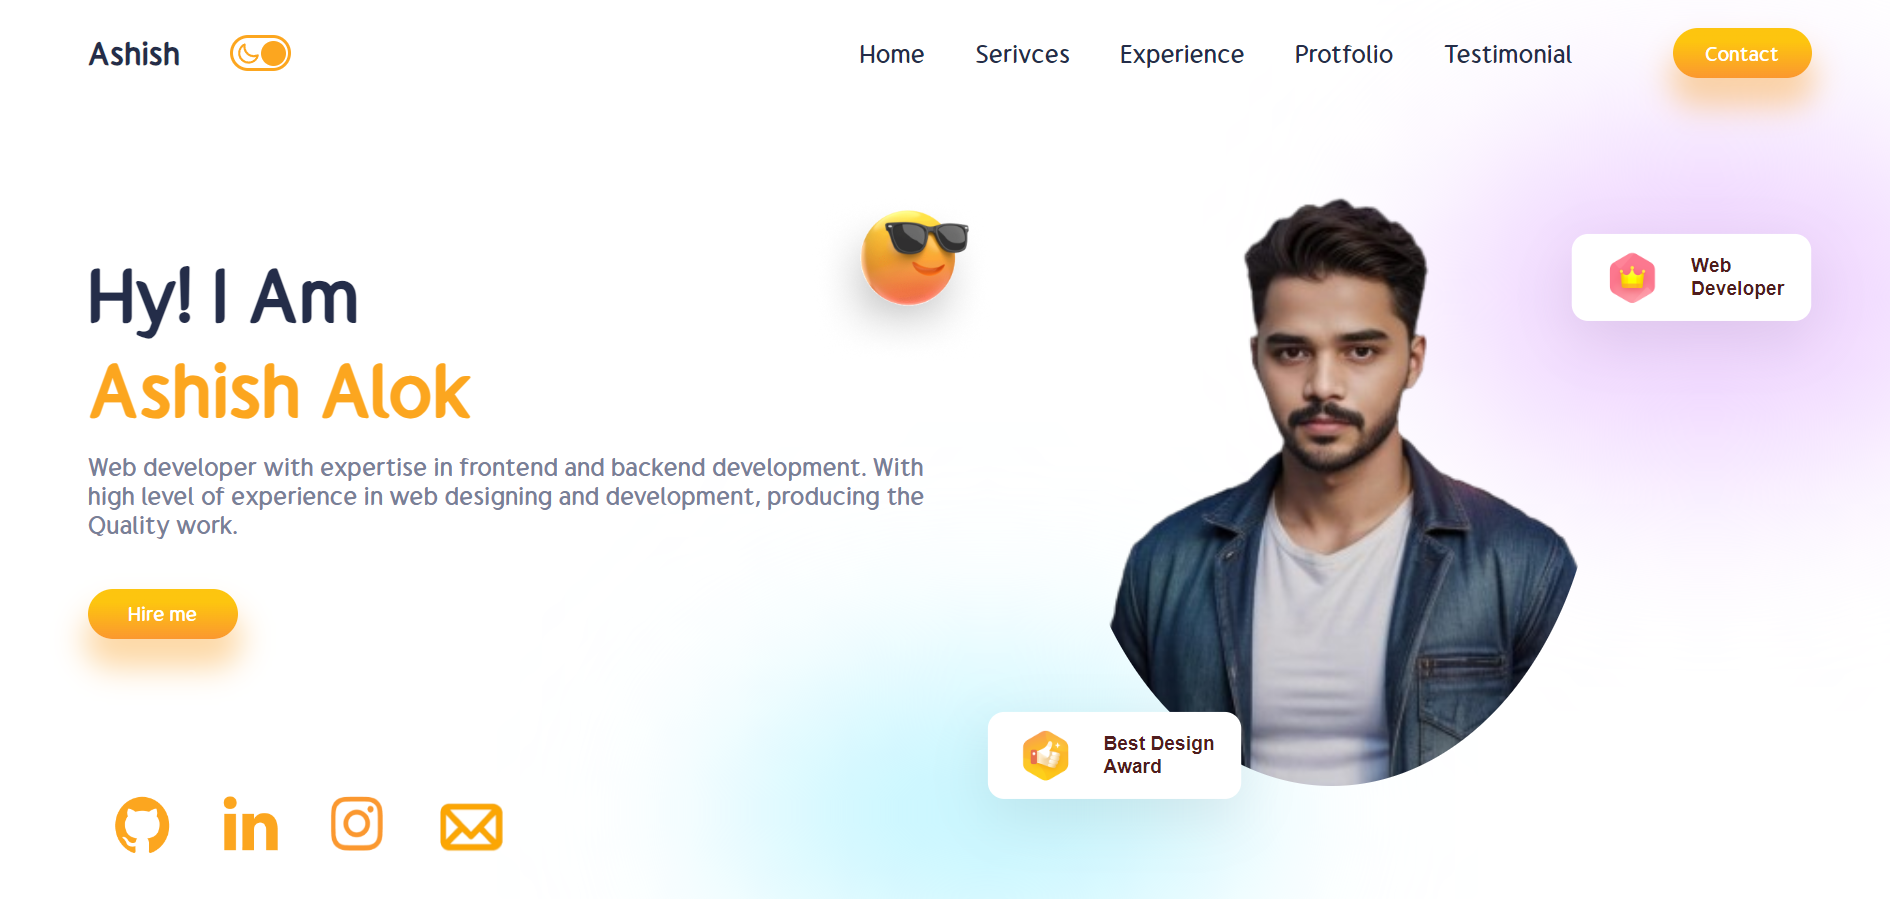 Ashish
Home
Serivces
Experience
Protfolio
Testimonial
Contact
Hy! I Am
Ashish Alok
Web developer with expertise in frontend and backend development. With
high level of experience in web designing and development, producing the
Quality work.
Hire me
Web
Developer
Best Design
Award
in